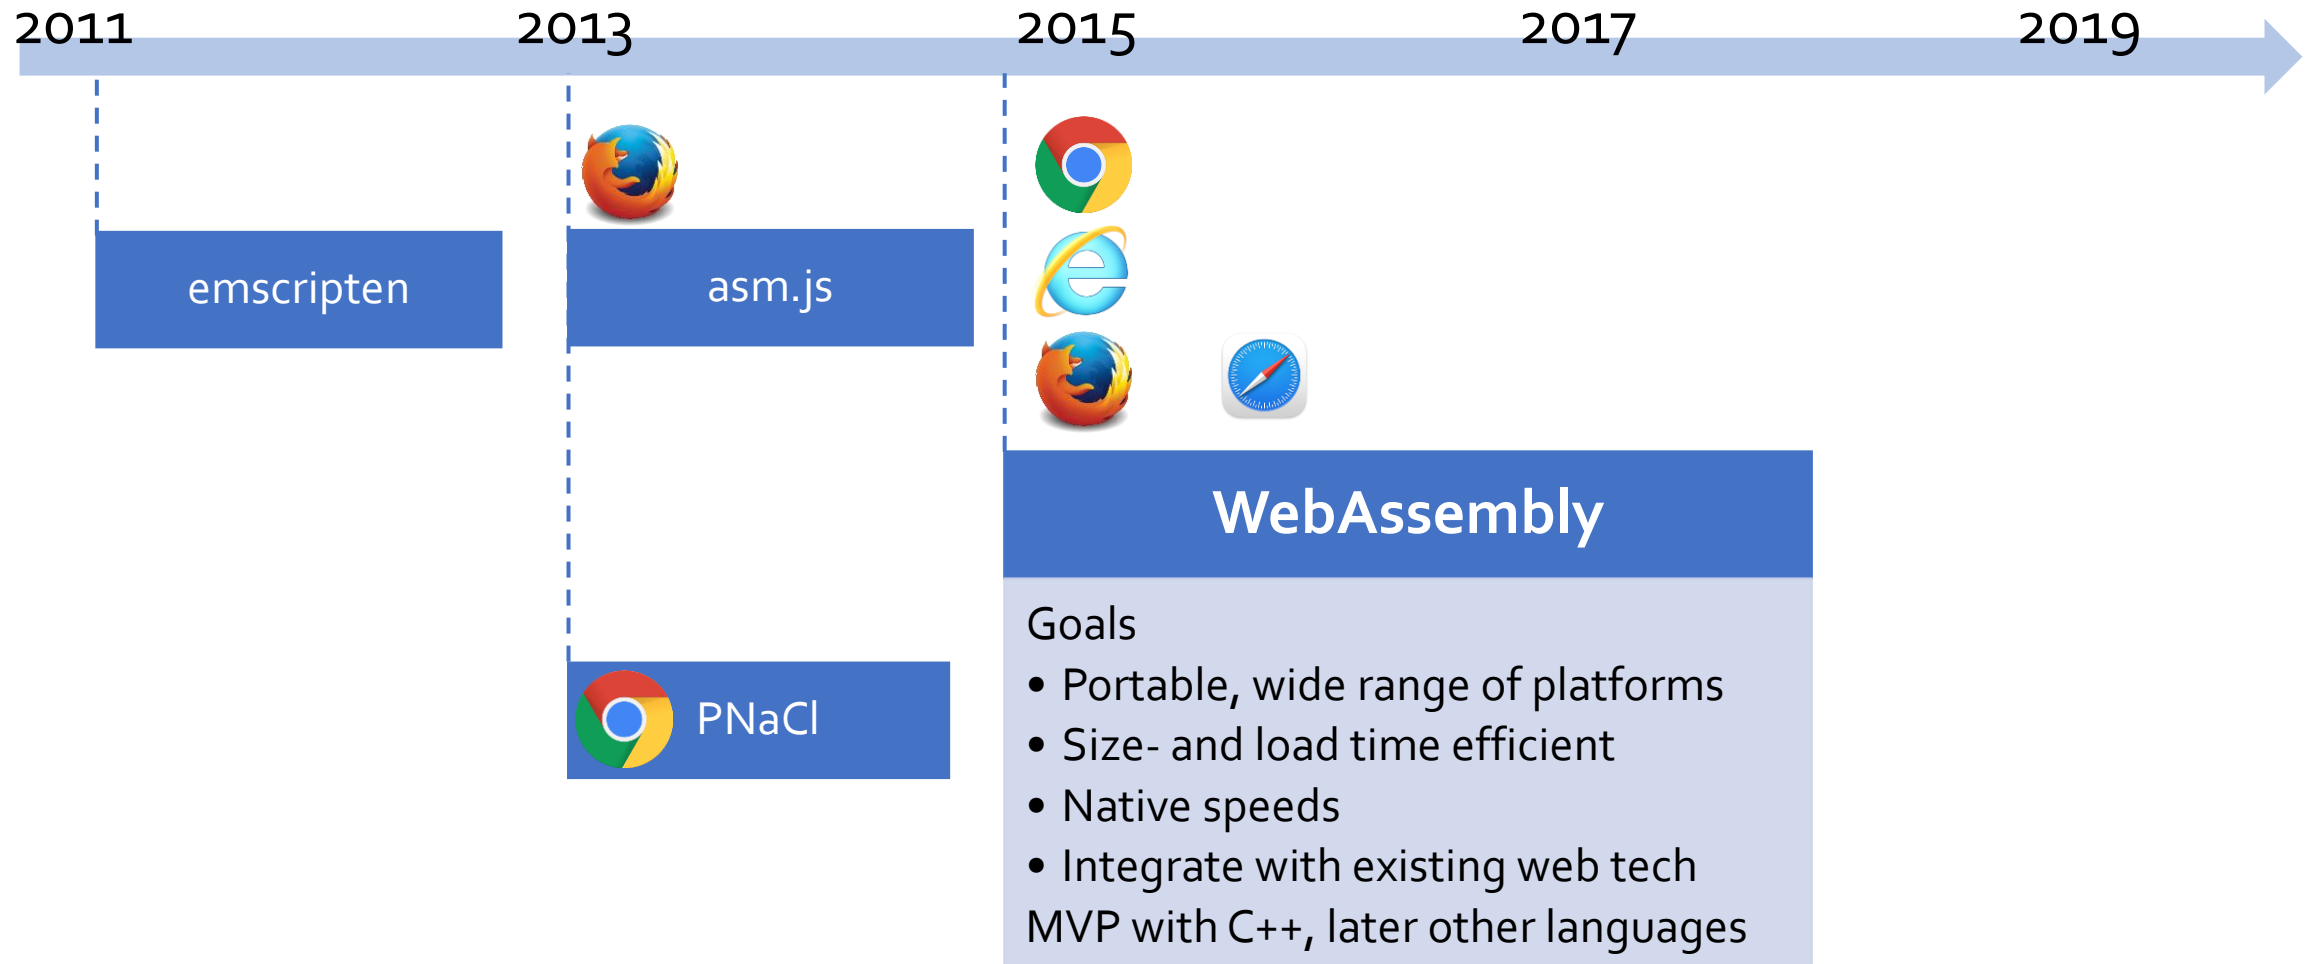 2011 2013 2015 2017 2019
emscripten
asm.js
PNaCl
WebAssembly
Goals
• Portable, wide range of platforms
• Size- and load time efficient
• Native speeds
• Integrate with existing web tech
MVP with C++, later other languages